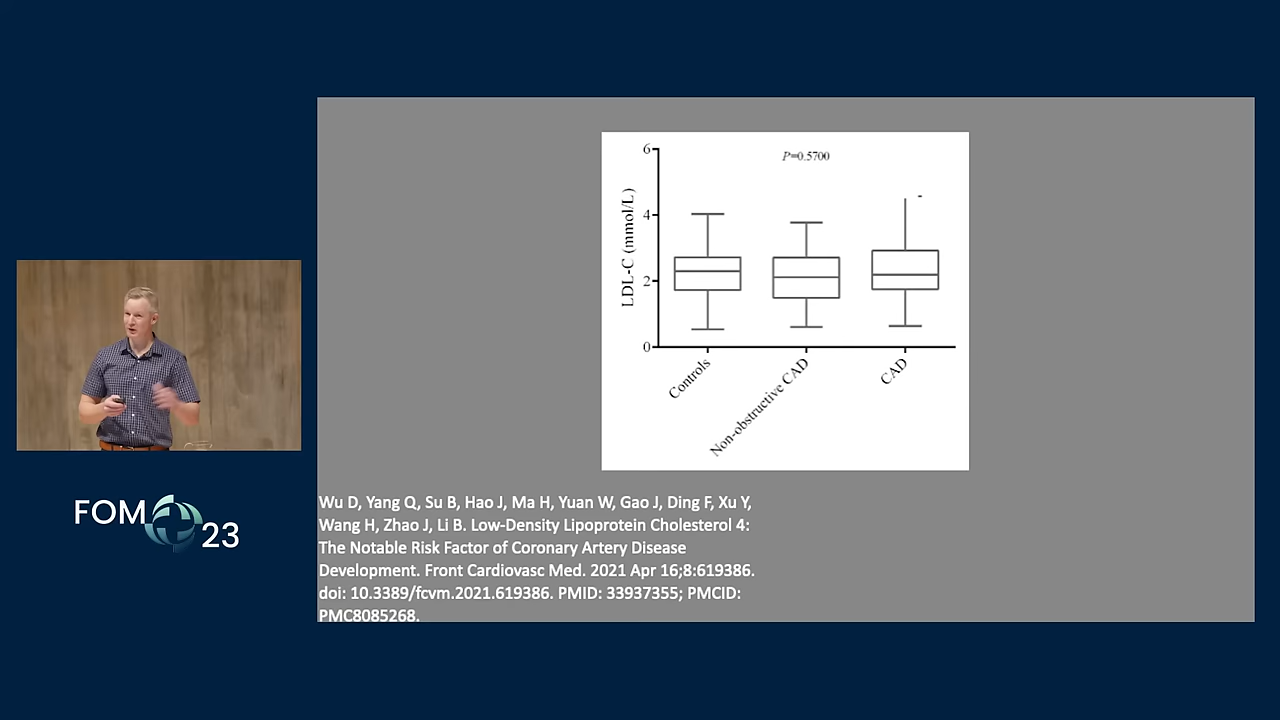 6
P=0.5700
4
2
0
LDL-C (mmol/L)
Controls
Non-obstructive CAD
CAD
Wu D, Yang Q, Su B, Hao J, Ma H, Yuan W, Gao J, Ding F, Xu Y,
Wang H, Zhao J, Li B. Low-Density Lipoprotein Cholesterol 4:
The Notable Risk Factor of Coronary Artery Disease
Development. Front Cardiovasc Med. 2021 Apr 16;8:619386.
doi: 10.3389/fcvm.2021.619386. PMID: 33937355; PMCID:
PMC8085268.
FOM 23